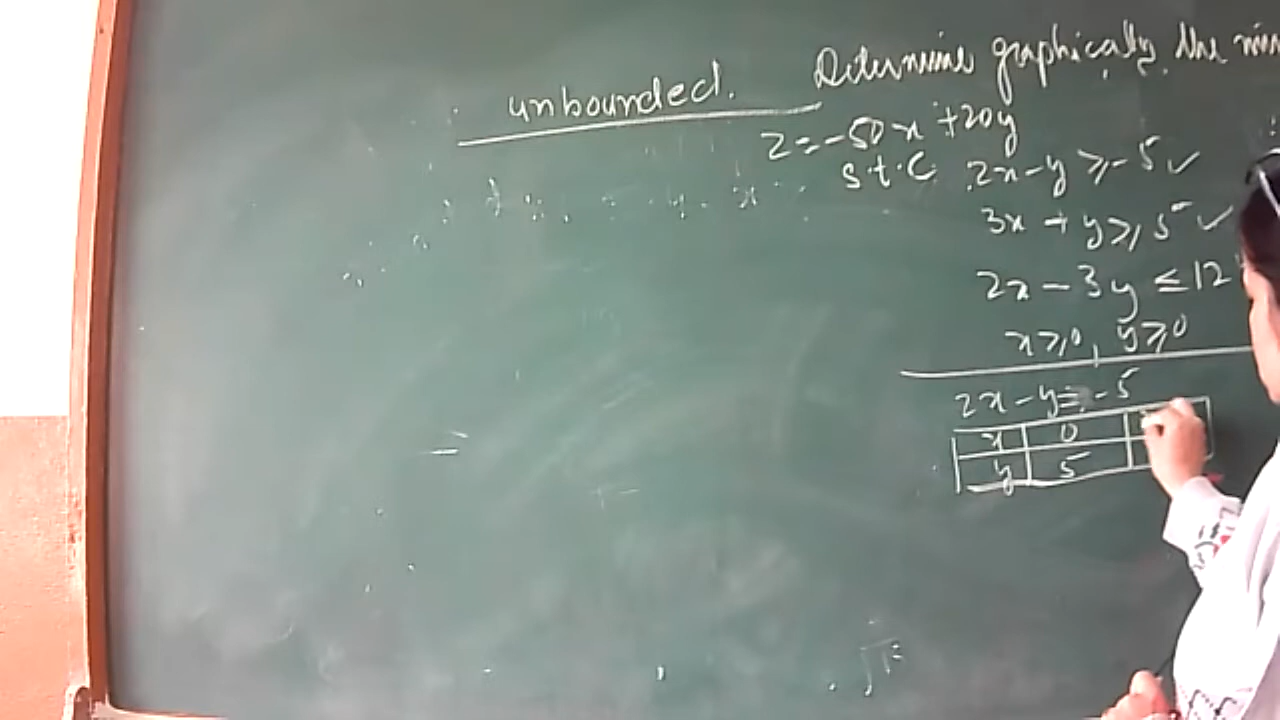 unbounded. Determine graphically the
Z = -50x + 20y
s.t.c 2x - y ≥ -5 ✓
3x + y ≥ 5 ✓
2x - 3y ≤ 12
x ≥ 0, y ≥ 0
2x - y = -5
x 0
y 5